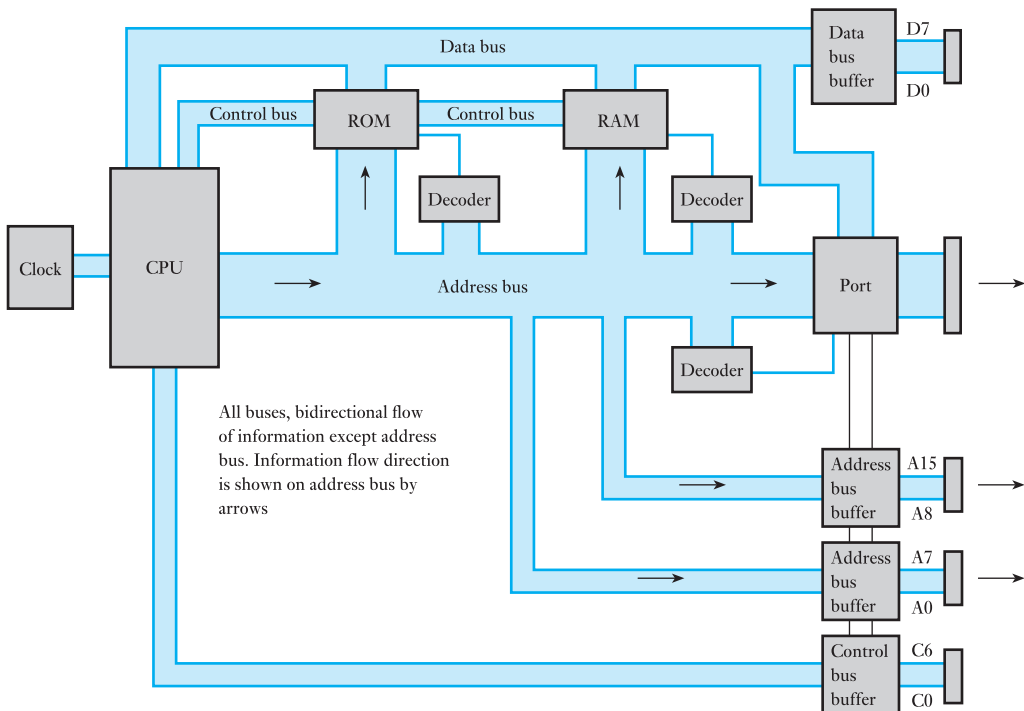 Data bus
Data
bus
buffer
D7
D0
Control bus
ROM
Control bus
RAM
Decoder
Decoder
Clock
CPU
Address bus
Port
Decoder
All buses, bidirectional flow
of information except address
bus. Information flow direction
is shown on address bus by
arrows
Address
bus
buffer
A15
A8
Address
bus
buffer
A7
A0
Control
bus
buffer
C6
C0